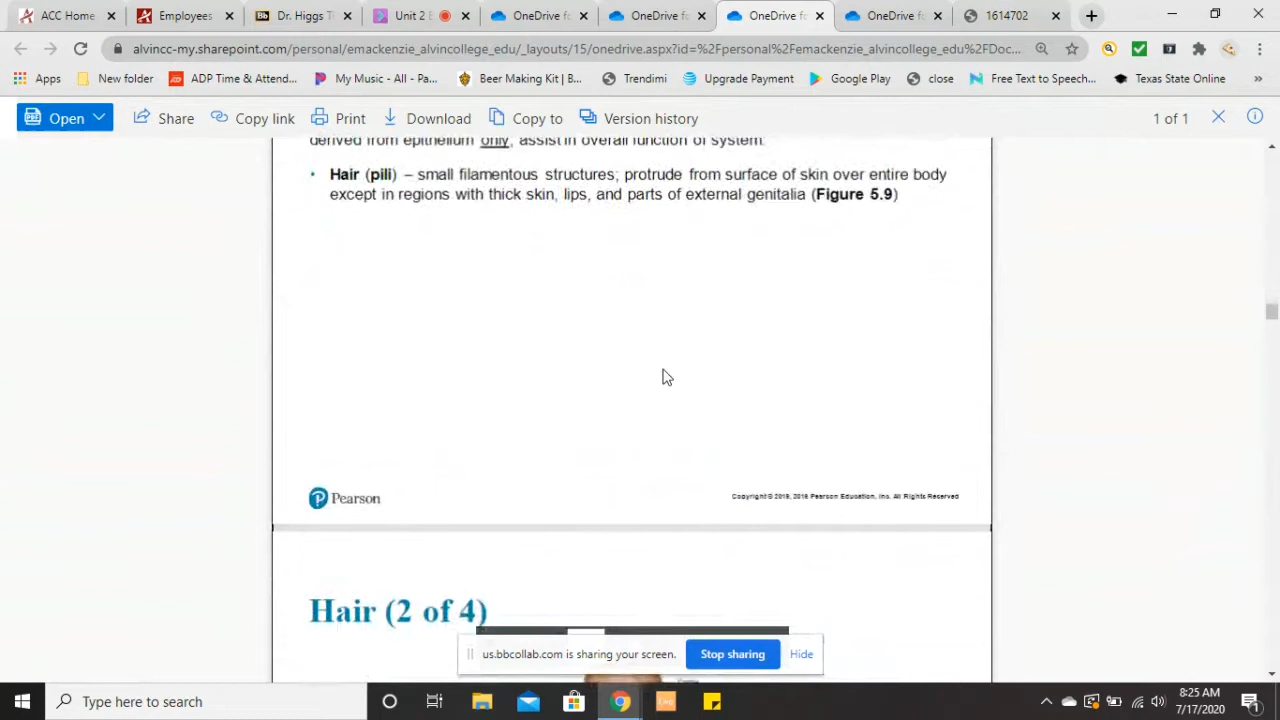 ACC Home
Employees
Dr. Higgs T
Unit 2 E
OneDrive fo
OneDrive fo
OneDrive fo
OneDrive fo
1614702
alvincc-my.sharepoint.com/personal/emackenzie_alvincollege_edu/_layouts/15/onedrive.aspx?id=%2Fpersonal%2Femackenzie_alvincollege_edu%2FDoc...
Apps New folder ADP Time & Attend... My Music - All - Pa... Beer Making Kit | B... Trendimi Upgrade Payment Google Play close Free Text to Speech... Texas State Online »
Open Share Copy link Print Download Copy to Version history 1 of 1
derived from epithelium only, assist in overall function of system.
• Hair (pili) – small filamentous structures; protrude from surface of skin over entire body
except in regions with thick skin, lips, and parts of external genitalia (Figure 5.9)
Pearson
Copyright © 2019, 2016 Pearson Education, Inc. All Rights Reserved
Hair (2 of 4)
us.bbcollab.com is sharing your screen. Stop sharing Hide
Type here to search
8:25 AM
7/17/2020